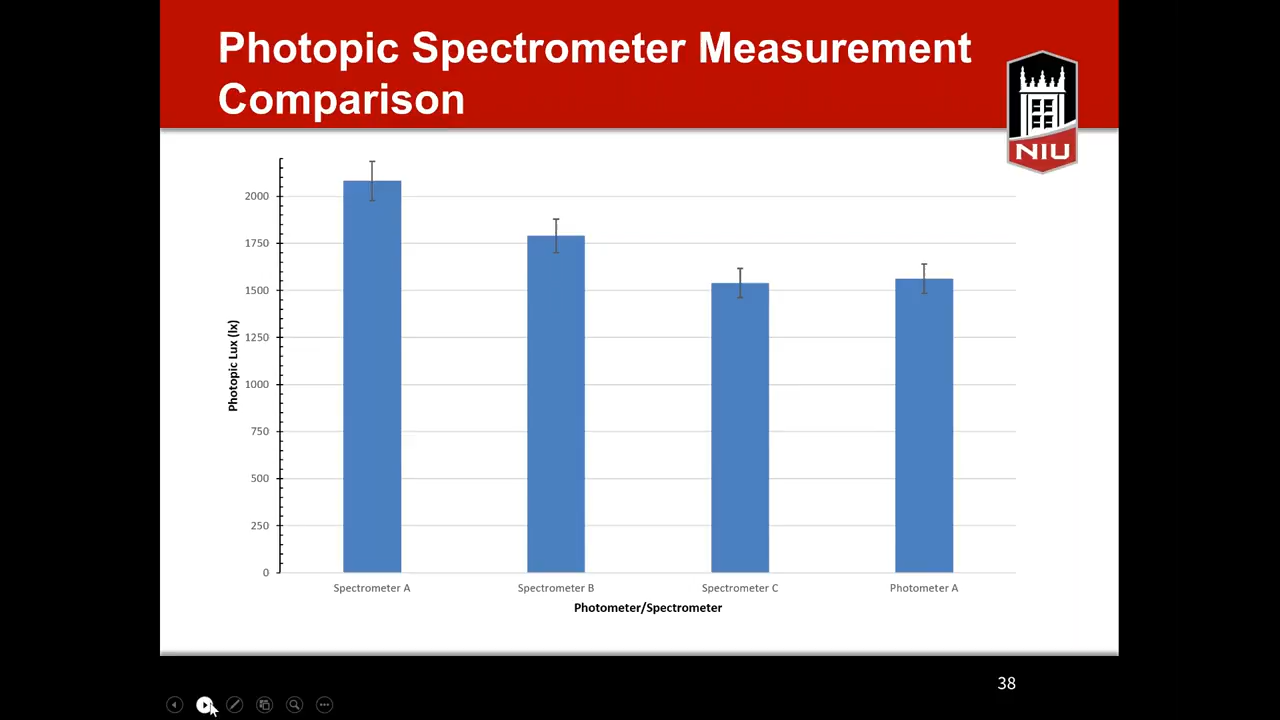 Photopic Spectrometer Measurement
Comparison
NIU
2000
1750
1500
1250
1000
750
500
250
0
Photopic Lux (lx)
Spectrometer A
Spectrometer B
Spectrometer C
Photometer A
Photometer/Spectrometer
38